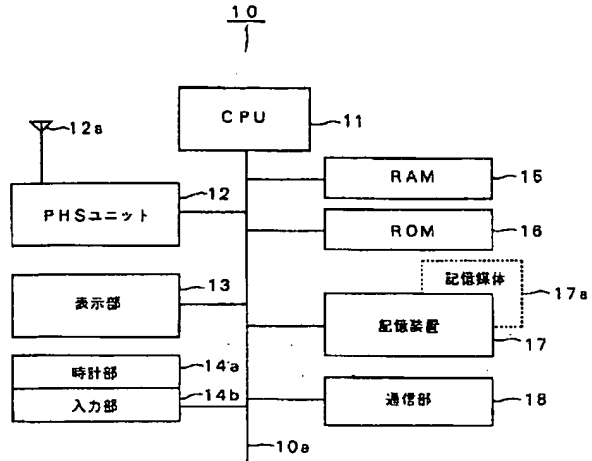 10
CPU
11
12a
12
PHSユニット
RAM
15
ROM
16
13
表示部
記憶媒体
17a
記憶装置
17
時計部
14a
入力部
14b
通信部
18
10a